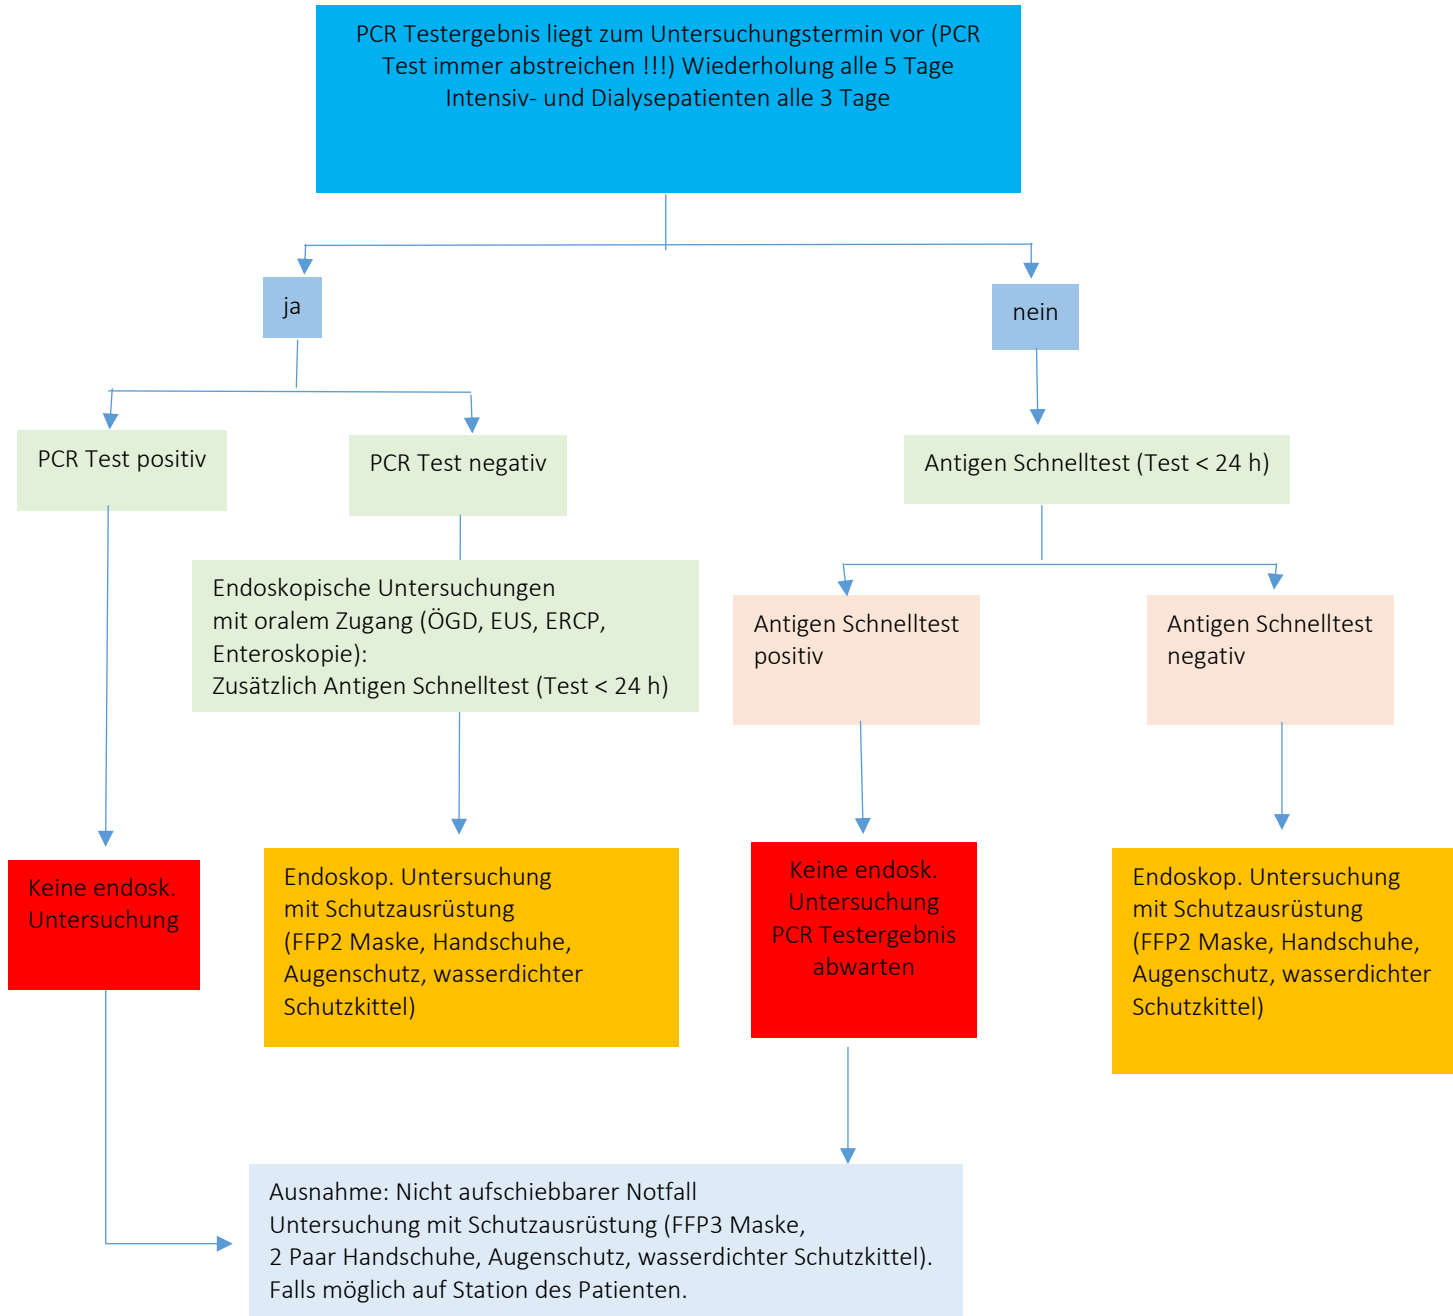 PCR Testergebnis liegt zum Untersuchungstermin vor (PCR
Test immer abstreichen !!!) Wiederholung alle 5 Tage
Intensiv- und Dialysepatienten alle 3 Tage
ja
nein
PCR Test positiv
PCR Test negativ
Antigen Schnelltest (Test < 24 h)
Endoskopische Untersuchungen
mit oralem Zugang (ÖGD, EUS, ERCP,
Enteroskopie):
Zusätzlich Antigen Schnelltest (Test < 24 h)
Antigen Schnelltest
positiv
Antigen Schnelltest
negativ
Keine endosk.
Untersuchung
Endoskop. Untersuchung
mit Schutzausrüstung
(FFP2 Maske, Handschuhe,
Augenschutz, wasserdichter
Schutzkittel)
Keine endosk.
Untersuchung
PCR Testergebnis
abwarten
Endoskop. Untersuchung
mit Schutzausrüstung
(FFP2 Maske, Handschuhe,
Augenschutz, wasserdichter
Schutzkittel)
Ausnahme: Nicht aufschiebbarer Notfall
Untersuchung mit Schutzausrüstung (FFP3 Maske,
2 Paar Handschuhe, Augenschutz, wasserdichter Schutzkittel).
Falls möglich auf Station des Patienten.